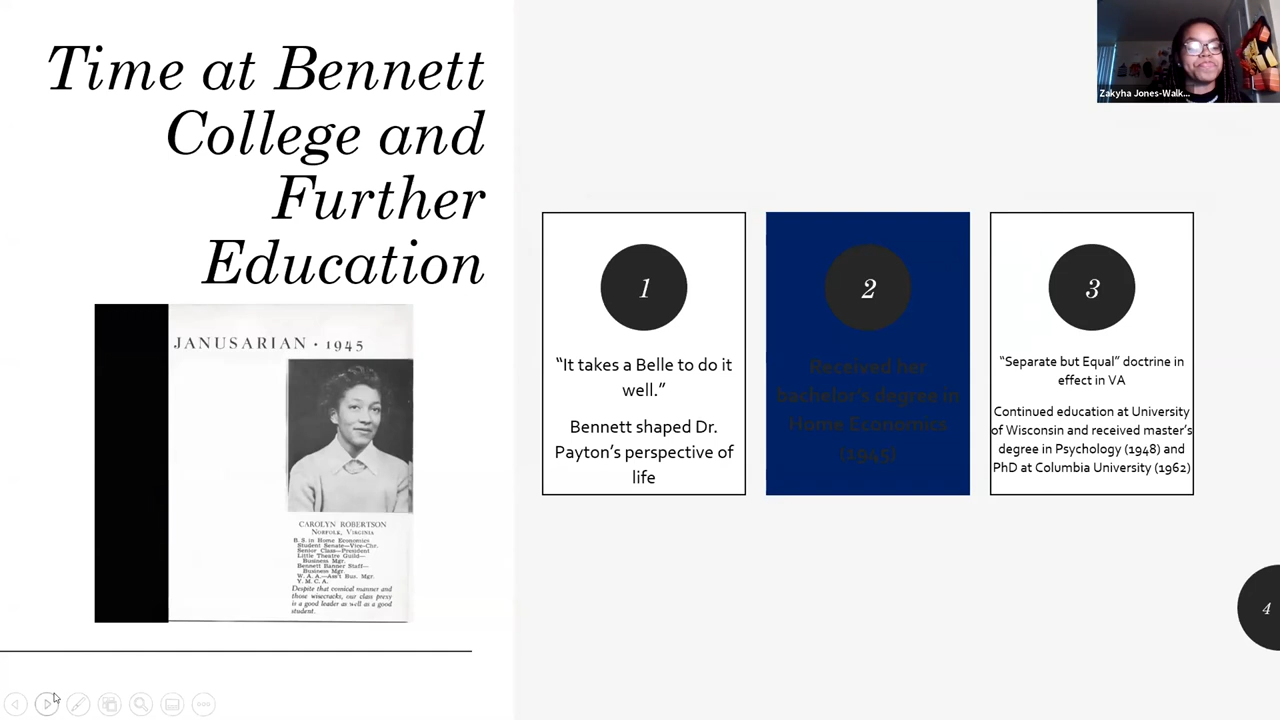 Time at Bennett
College and
Further
Education
JANUSARIAN · 1945
CAROLYN ROBERTSON
NORFOLK, VIRGINIA
B. S. in Home Economics
Student Senate—Vice-Chr.
Senior Class—President
Little Theatre Guild—
Business Mgr.
Bennett Banner Staff—
Business Mgr.
W. A. A.—Ass't Bus. Mgr.
Y. M. C. A.
Despite that comical manner and
those wisecracks, our class prexy
is a good leader as well as a good
student.
1
“It takes a Belle to do it
well.”
Bennett shaped Dr.
Payton’s perspective of
life
2
Received her
bachelor’s degree in
Home Economics
(1945)
3
“Separate but Equal” doctrine in
effect in VA
Continued education at University
of Wisconsin and received master’s
degree in Psychology (1948) and
PhD at Columbia University (1962)
Zakyha Jones-Walk...
4